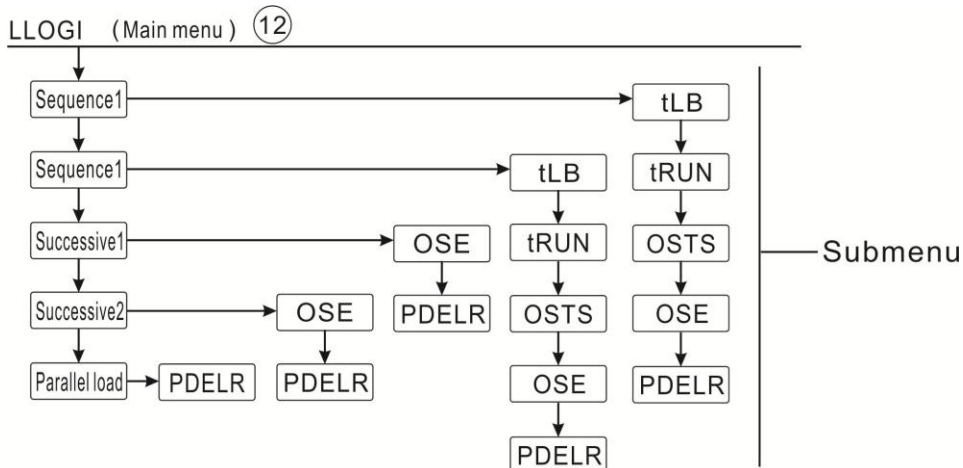 LLOGI (Main menu) 12
Sequence1 tLB
Sequence1 tLB tRUN
Successive1 OSE tRUN OSTS
Submenu
Successive2 OSE PDELR OSTS OSE
Parallel load PDELR PDELR OSE PDELR
PDELR